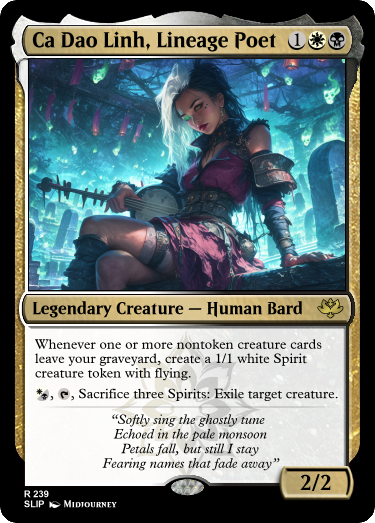 Ca Dao Linh, Lineage Poet 1
Legendary Creature — Human Bard
Whenever one or more nontoken creature cards
leave your graveyard, create a 1/1 white Spirit
creature token with flying.
, , Sacrifice three Spirits: Exile target creature.
“Softly sing the ghostly tune
Echoed in the pale monsoon
Petals fall, but still I stay
Fearing names that fade away”
2/2
R 239
SLIP Midjourney